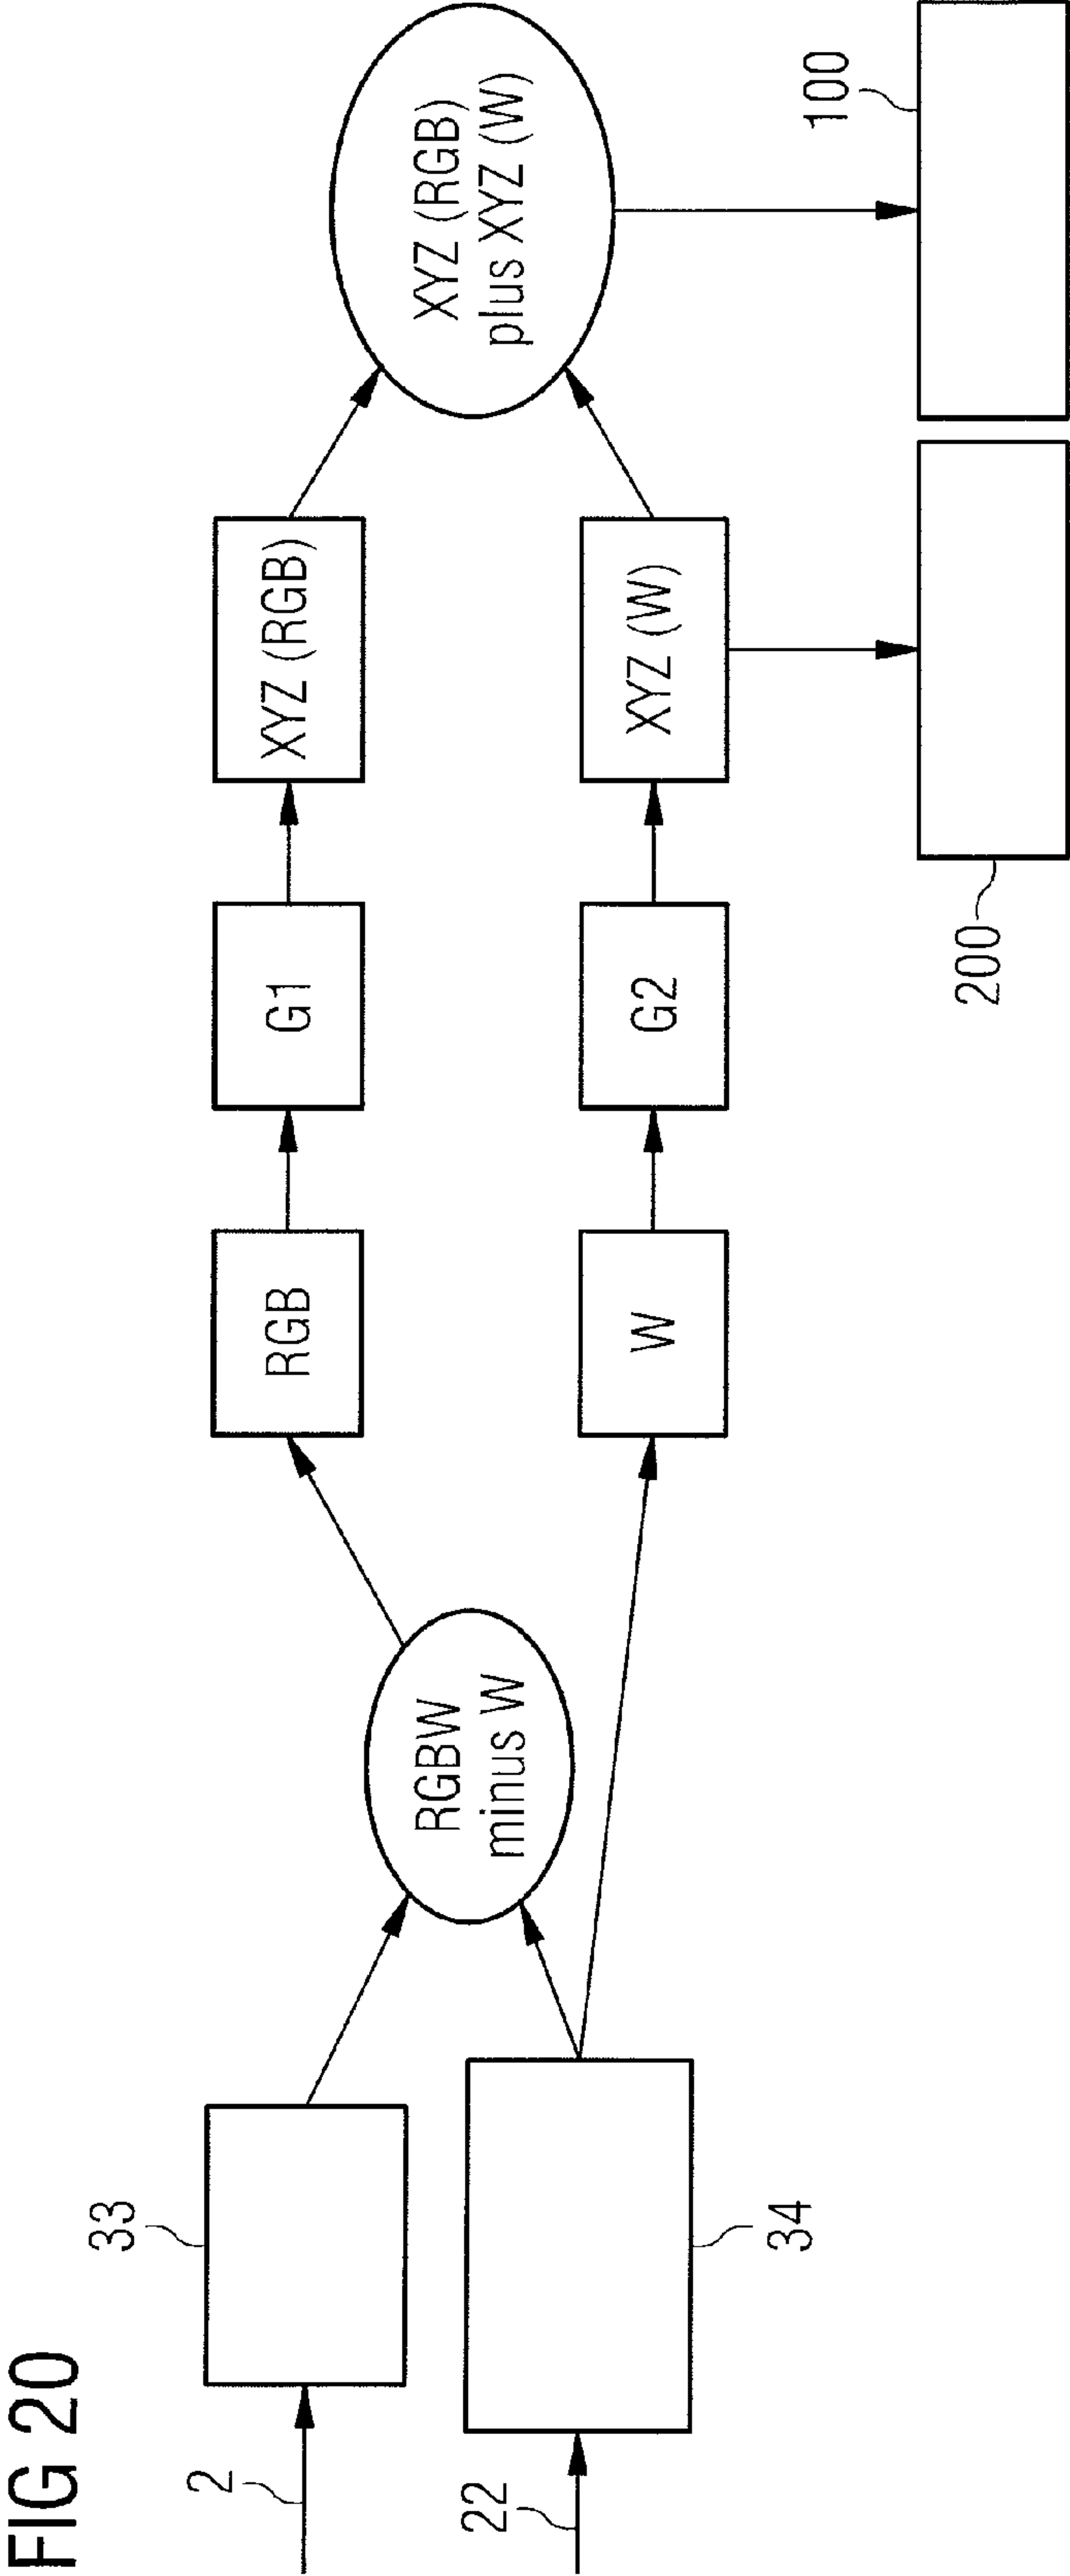 FIG 20
2
33
22
34
RGBW
minus W
RGB
G1
XYZ (RGB)
W
G2
XYZ (W)
XYZ (RGB)
plus XYZ (W)
200
100